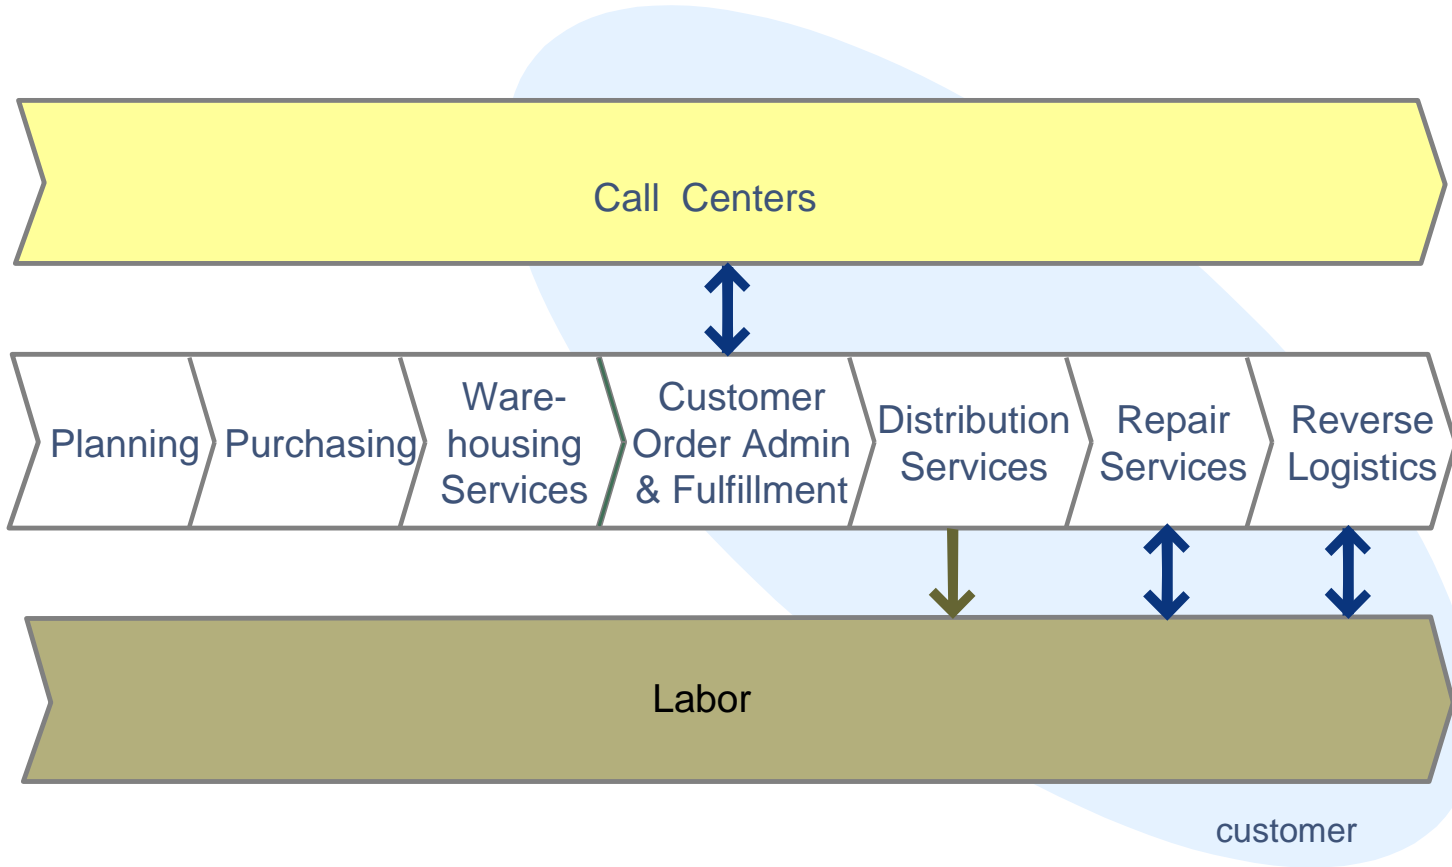 Call Centers
Planning
Purchasing
Ware-
housing
Services
Customer
Order Admin
& Fulfillment
Distribution
Services
Repair
Services
Reverse
Logistics
Labor
customer